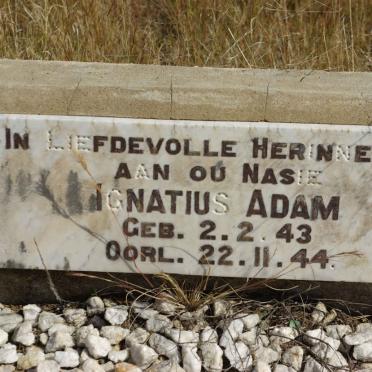 IN LIEFDEVOLLE HERINNE
AAN OU NASIE
IGNATIUS ADAM
GEB. 2. 2. 43
OORL. 22. 11. 44.